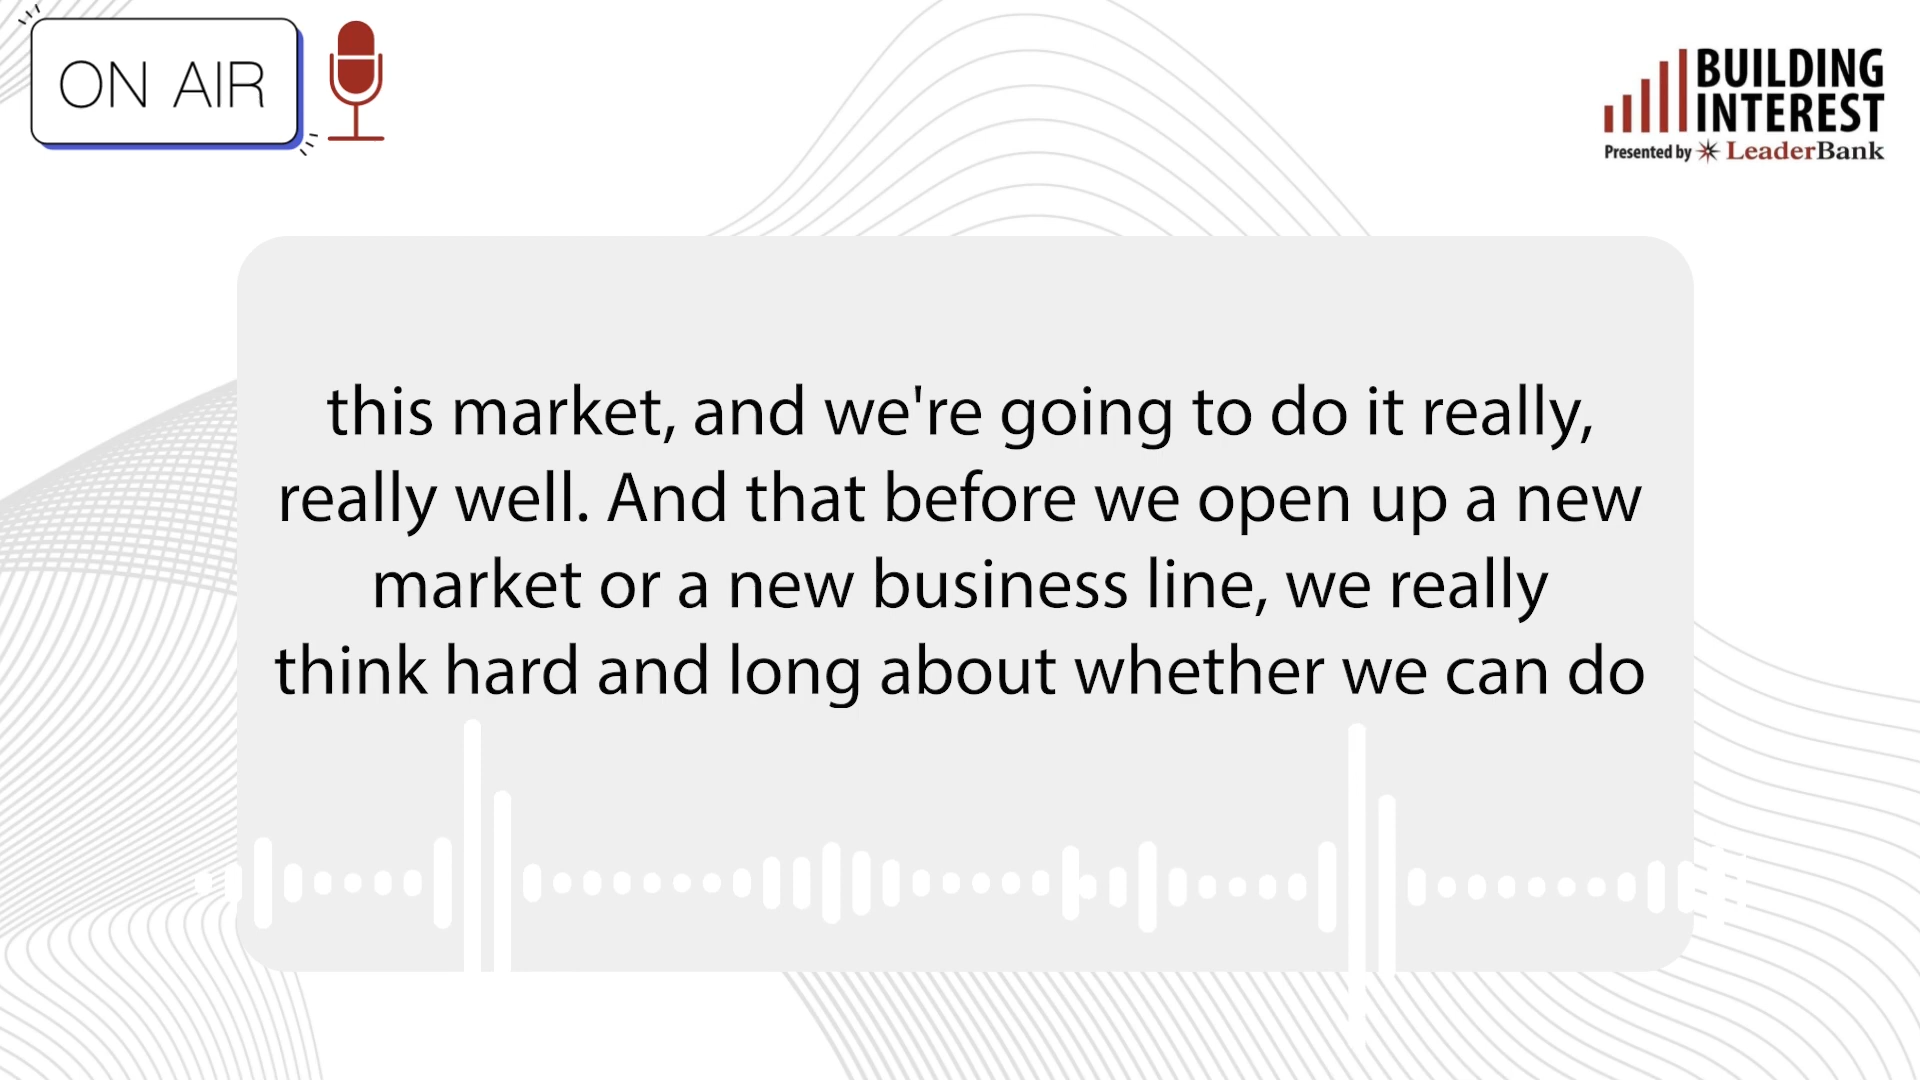 ON AIR
BUILDING
INTEREST
Presented by LeaderBank
this market, and we're going to do it really,
really well. And that before we open up a new
market or a new business line, we really
think hard and long about whether we can do